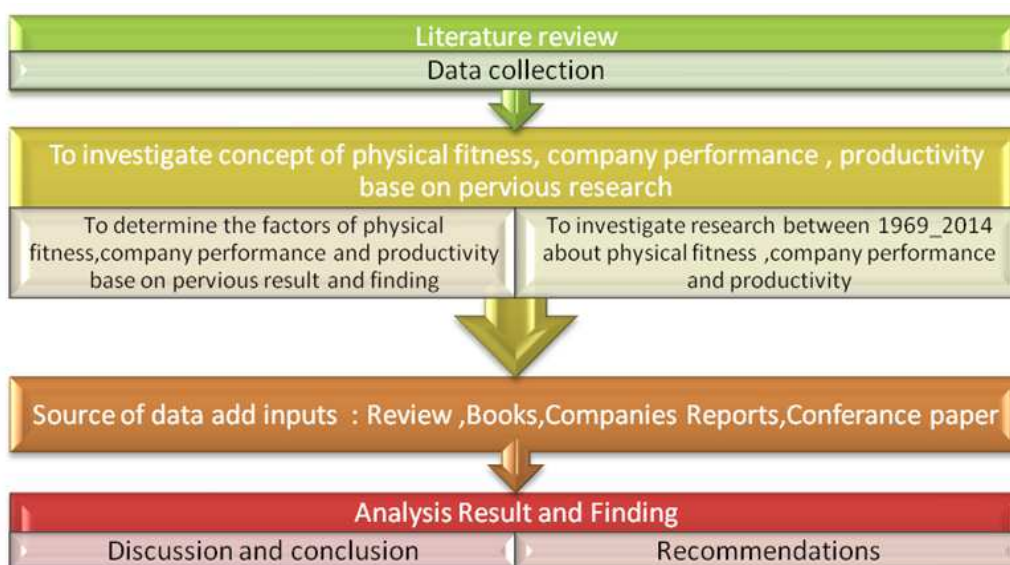 Literature review
Data collection
To investigate concept of physical fitness, company performance , productivity
base on pervious research
To determine the factors of physical
fitness,company performance and productivity
base on pervious result and finding
To investigate research between 1969_2014
about physical fitness ,company performance
and productivity
Source of data add inputs : Review ,Books,Companies Reports,Conferance paper
Analysis Result and Finding
Discussion and conclusion
Recommendations